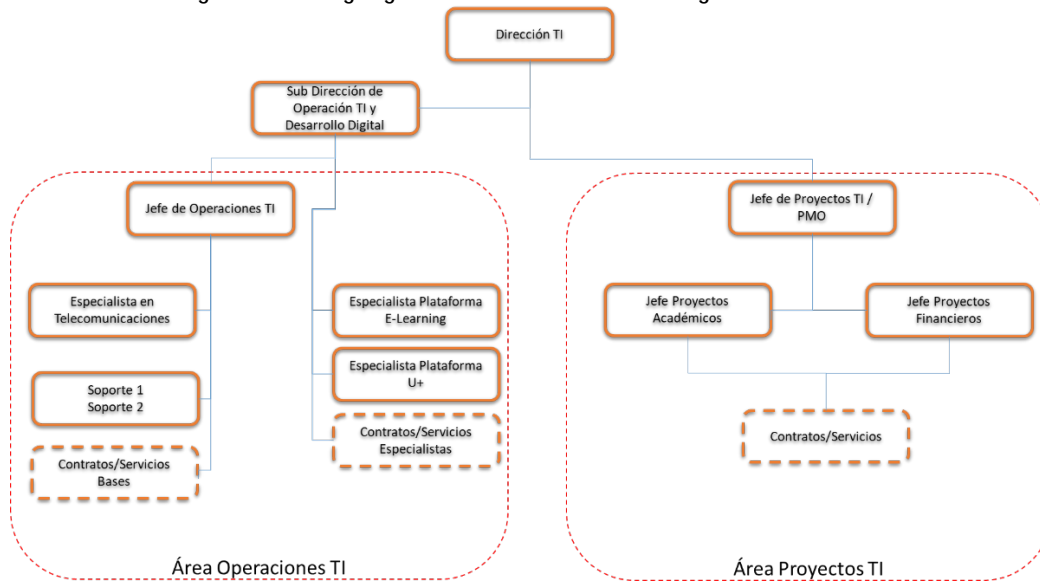 Dirección TI
Sub Dirección de
Operación TI y
Desarrollo Digital
Jefe de Operaciones TI
Jefe de Proyectos TI /
PMO
Especialista en
Telecomunicaciones
Especialista Plataforma
E-Learning
Jefe Proyectos
Académicos
Jefe Proyectos
Financieros
Soporte 1
Soporte 2
Especialista Plataforma
U+
Contratos/Servicios
Bases
Contratos/Servicios
Especialistas
Contratos/Servicios
Área Operaciones TI
Área Proyectos TI